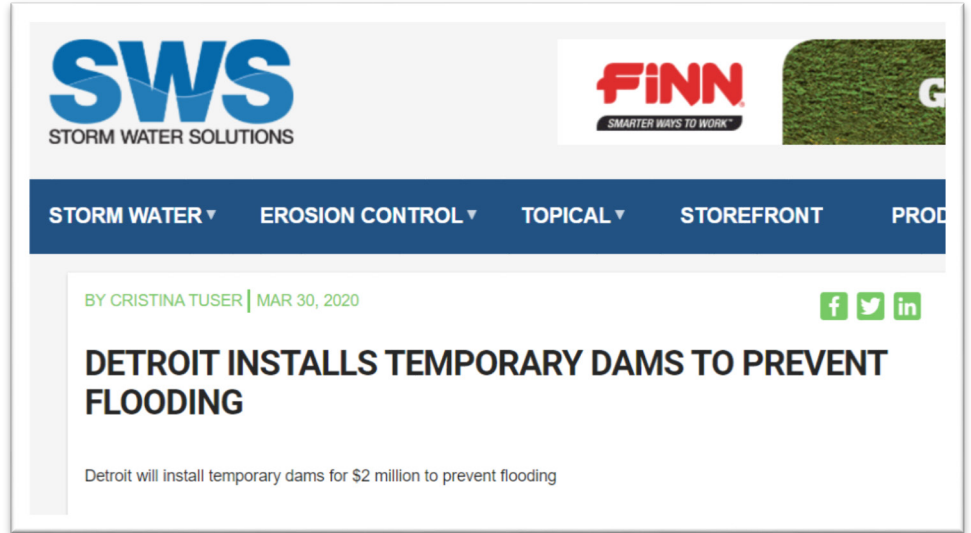 SWS
STORM WATER SOLUTIONS
FINN
SMARTER WAYS TO WORK™
G
STORM WATER EROSION CONTROL TOPICAL STOREFRONT PROD
BY CRISTINA TUSER | MAR 30, 2020
DETROIT INSTALLS TEMPORARY DAMS TO PREVENT
FLOODING
Detroit will install temporary dams for $2 million to prevent flooding